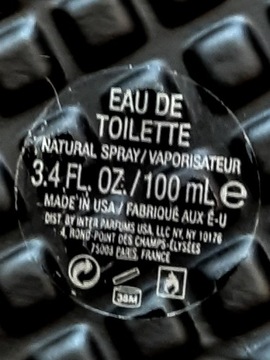 EAU DE
TOILETTE
NATURAL SPRAY/VAPORISATEUR
3.4 FL. OZ./100 mL e
MADE IN USA/ FABRIQUÉ AUX É-U
DIST. BY INTER PARFUMS USA, LLC NY, NY 10176
4, ROND-POINT DES CHAMPS-ELYSÉES
75008 PARIS, FRANCE
36M